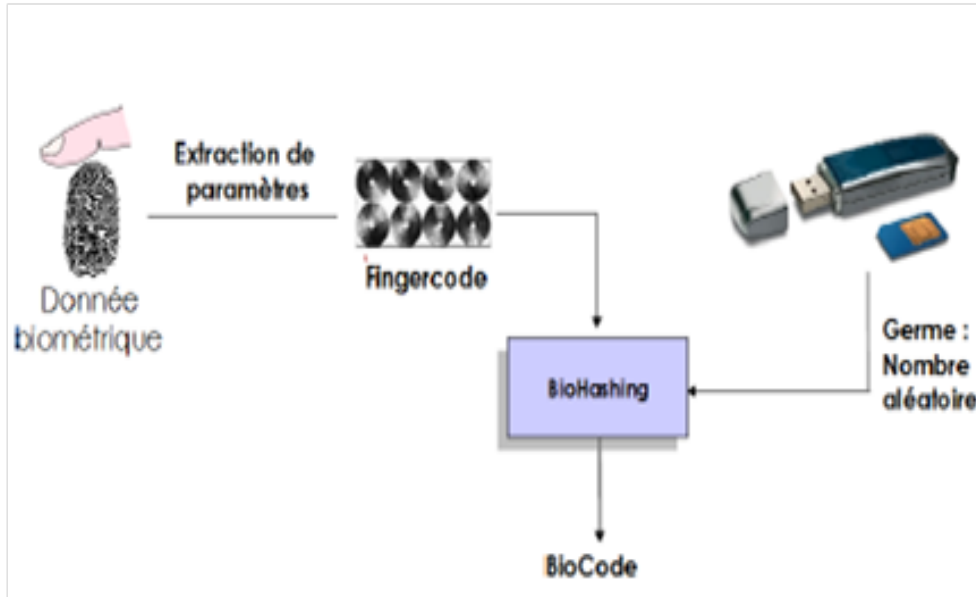 Extraction de
paramètres
Fingercode
Donnée
biométrique
Germe :
Nombre
aléatoire
BioHashing
BioCode